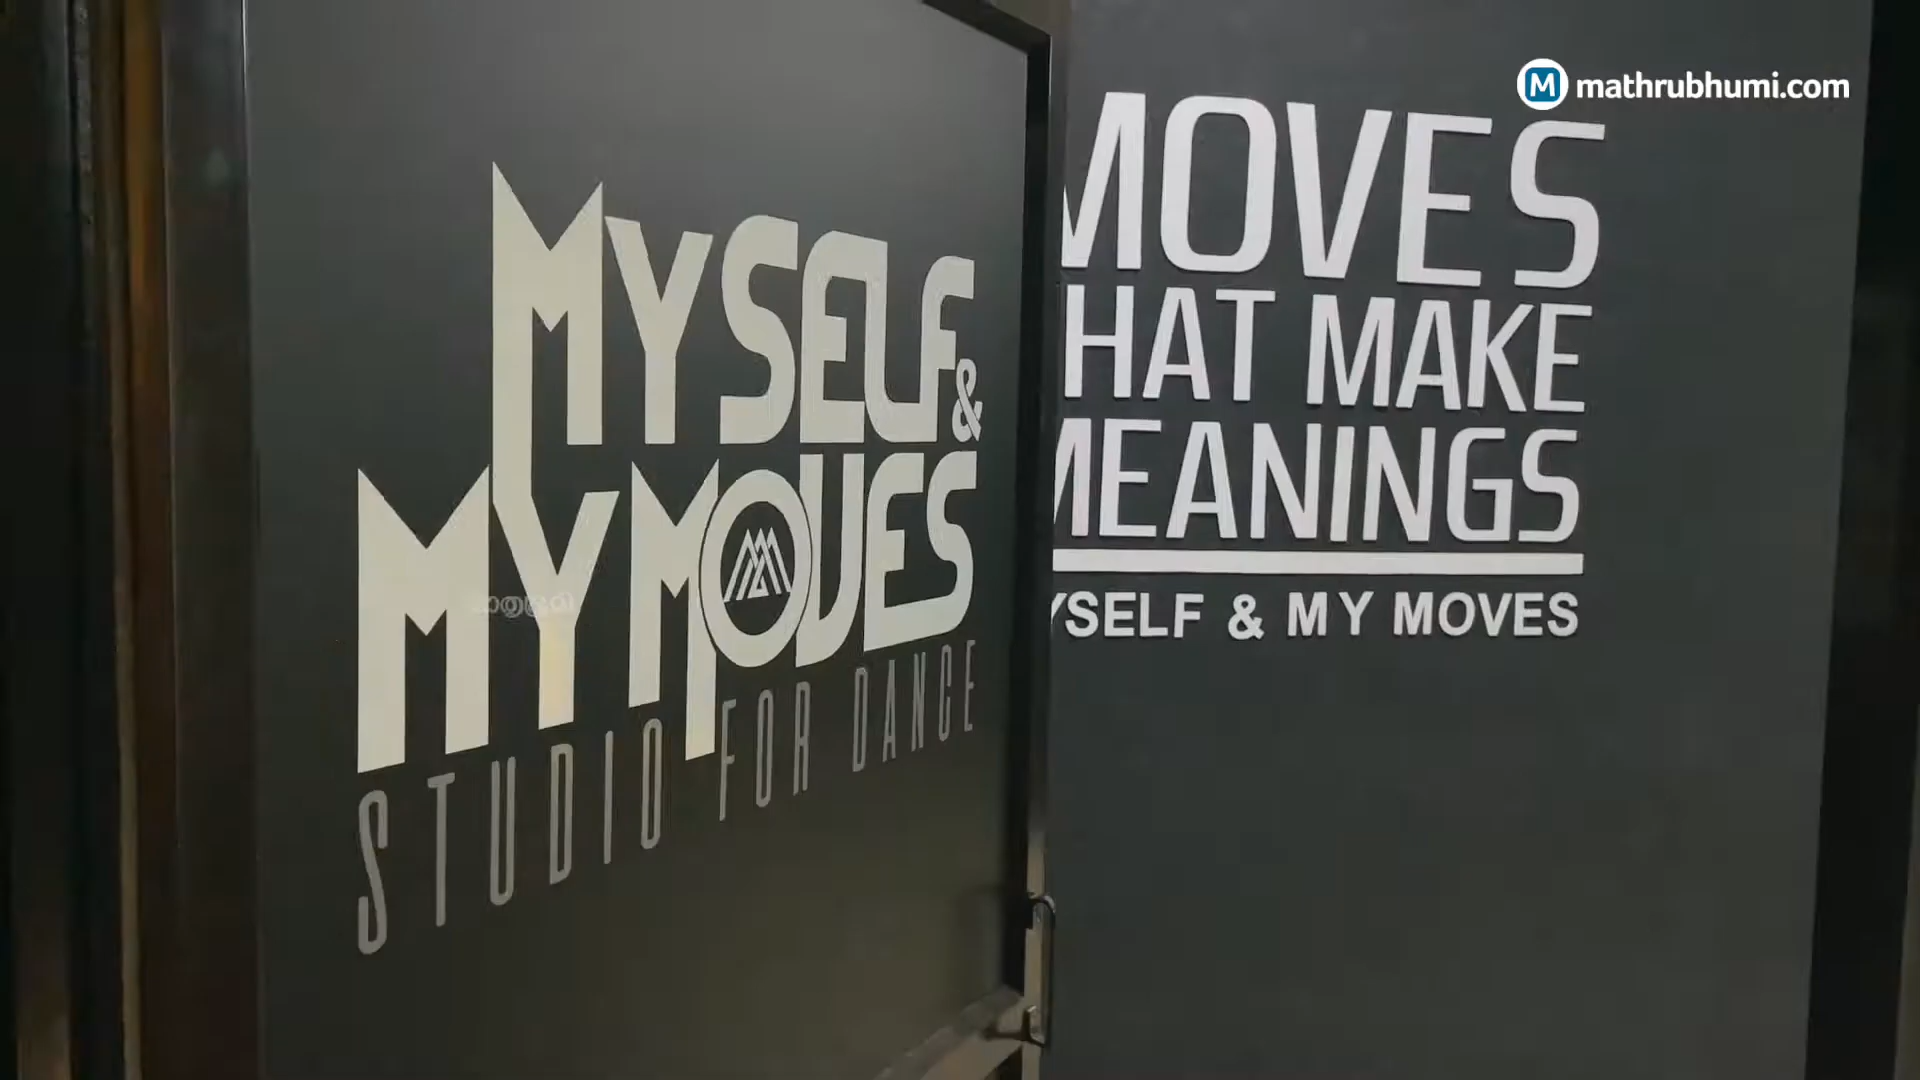 MYSELF &
MY MOVES
STUDIO FOR DANCE
MOVES
HAT MAKE
MEANINGS
YSELF & MY MOVES
mathrubhumi.com
മാതൃഭൂമി